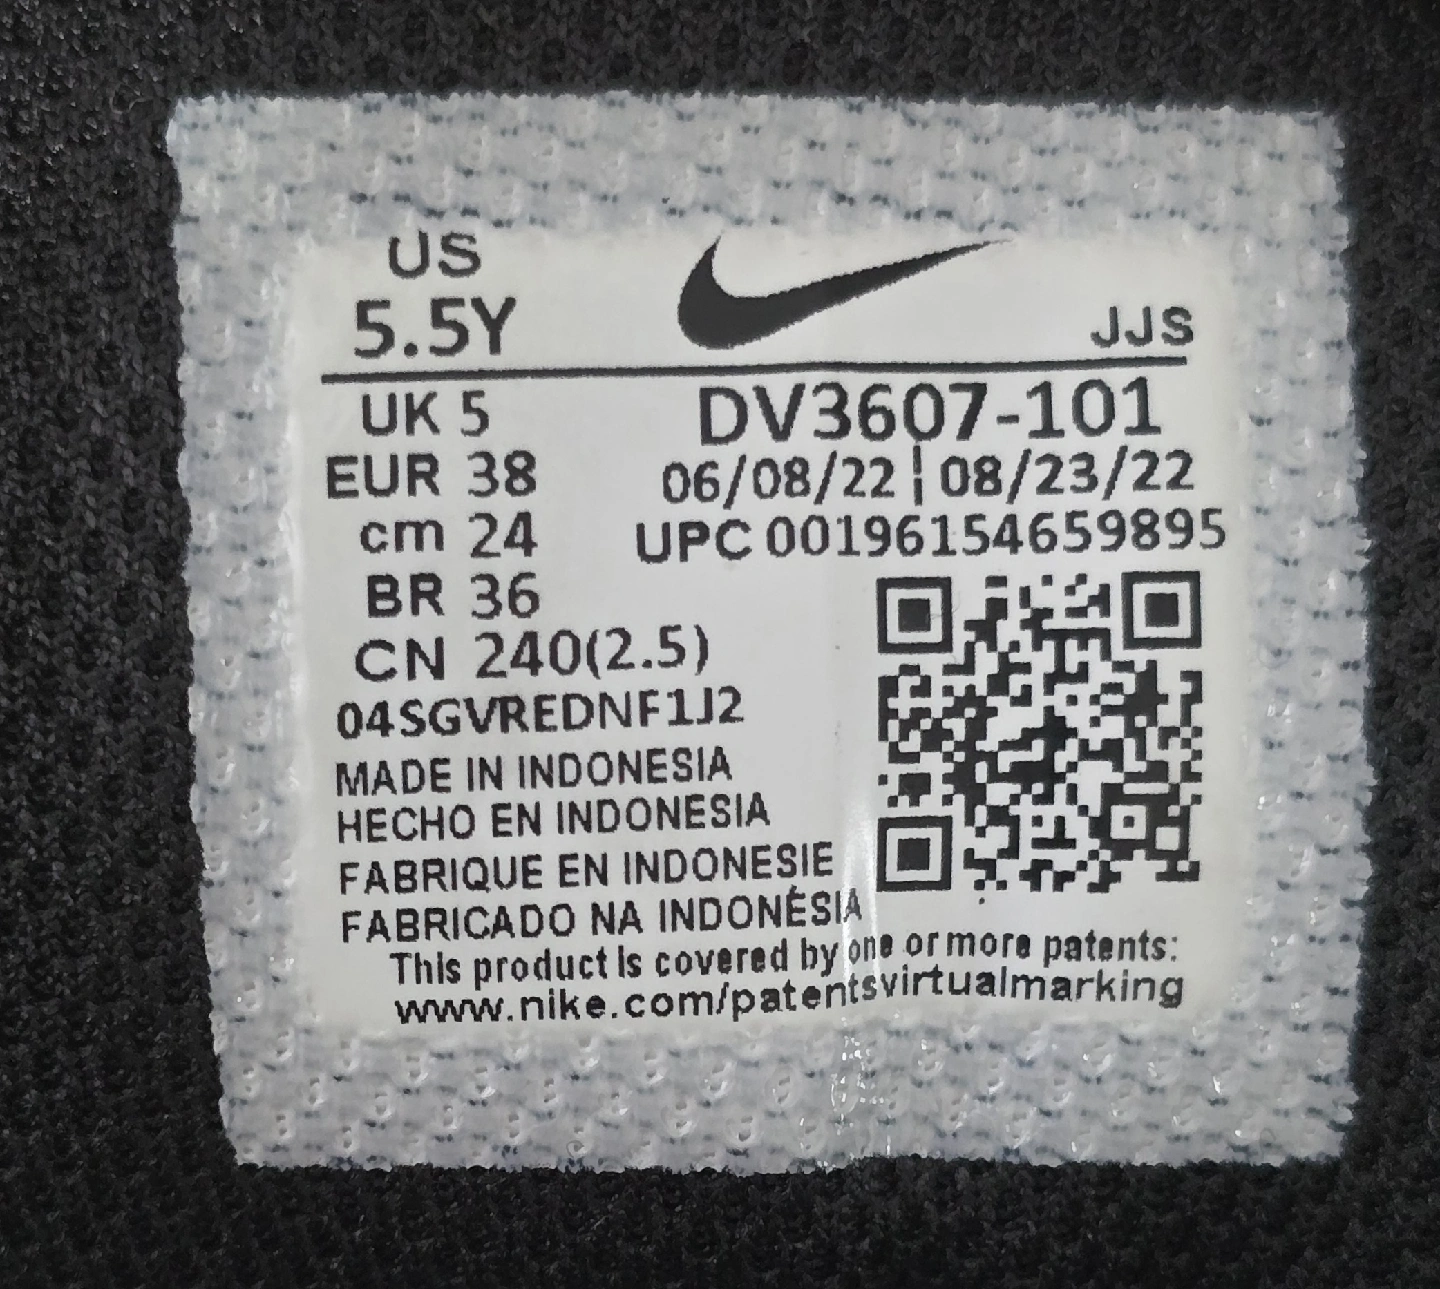 US
5.5Y
JJS
UK 5
DV3607-101
EUR 38
06/08/22 ¦ 08/23/22
cm 24
UPC 00196154659895
BR 36
CN 240(2.5)
04SGVREDNF1J2
MADE IN INDONESIA
HECHO EN INDONESIA
FABRIQUE EN INDONESIE
FABRICADO NA INDONÉSIA
This product is covered by one or more patents:
www.nike.com/patentsvirtualmarking